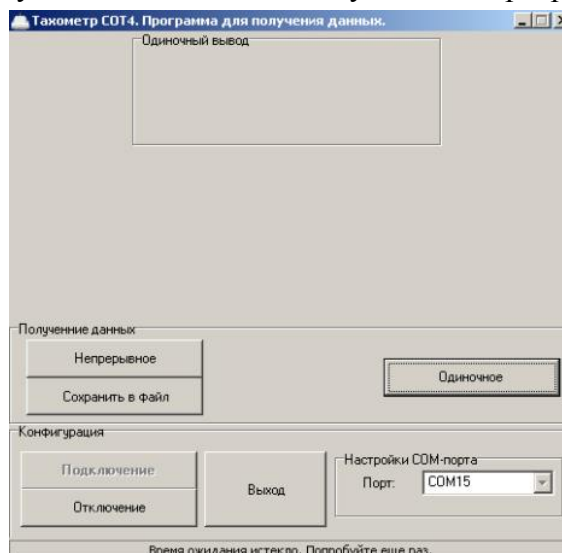 Тахометр СОТ4. Программа для получения данных.
Одиночный вывод
Полученние данных
Непрерывное
Сохранить в файл
Одиночное
Конфигурация
Подключение
Отключение
Выход
Настройки COM-порта
Порт: COM15
Время ожидания истекло. Попробуйте еще раз.